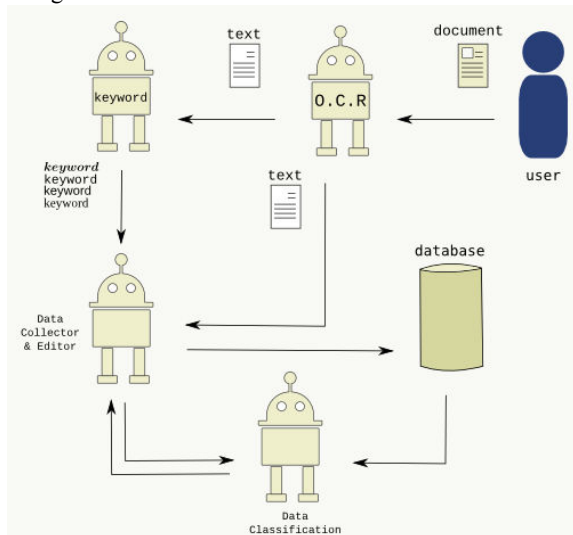 text
document
keyword
O.C.R
user
keyword
keyword
keyword
keyword
text
database
Data
Collector
& Editor
Data
Classification